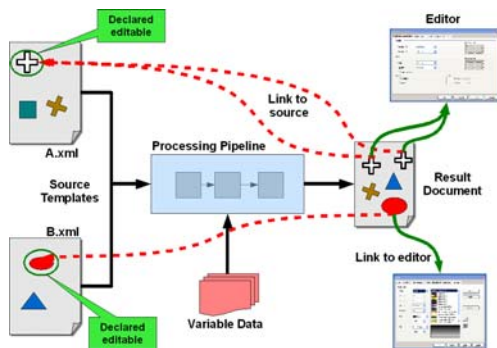 Declared
editable
A.xml
Source
Templates
B.xml
Declared
editable
Processing Pipeline
Variable Data
Link to
source
Editor
Result
Document
Link to editor